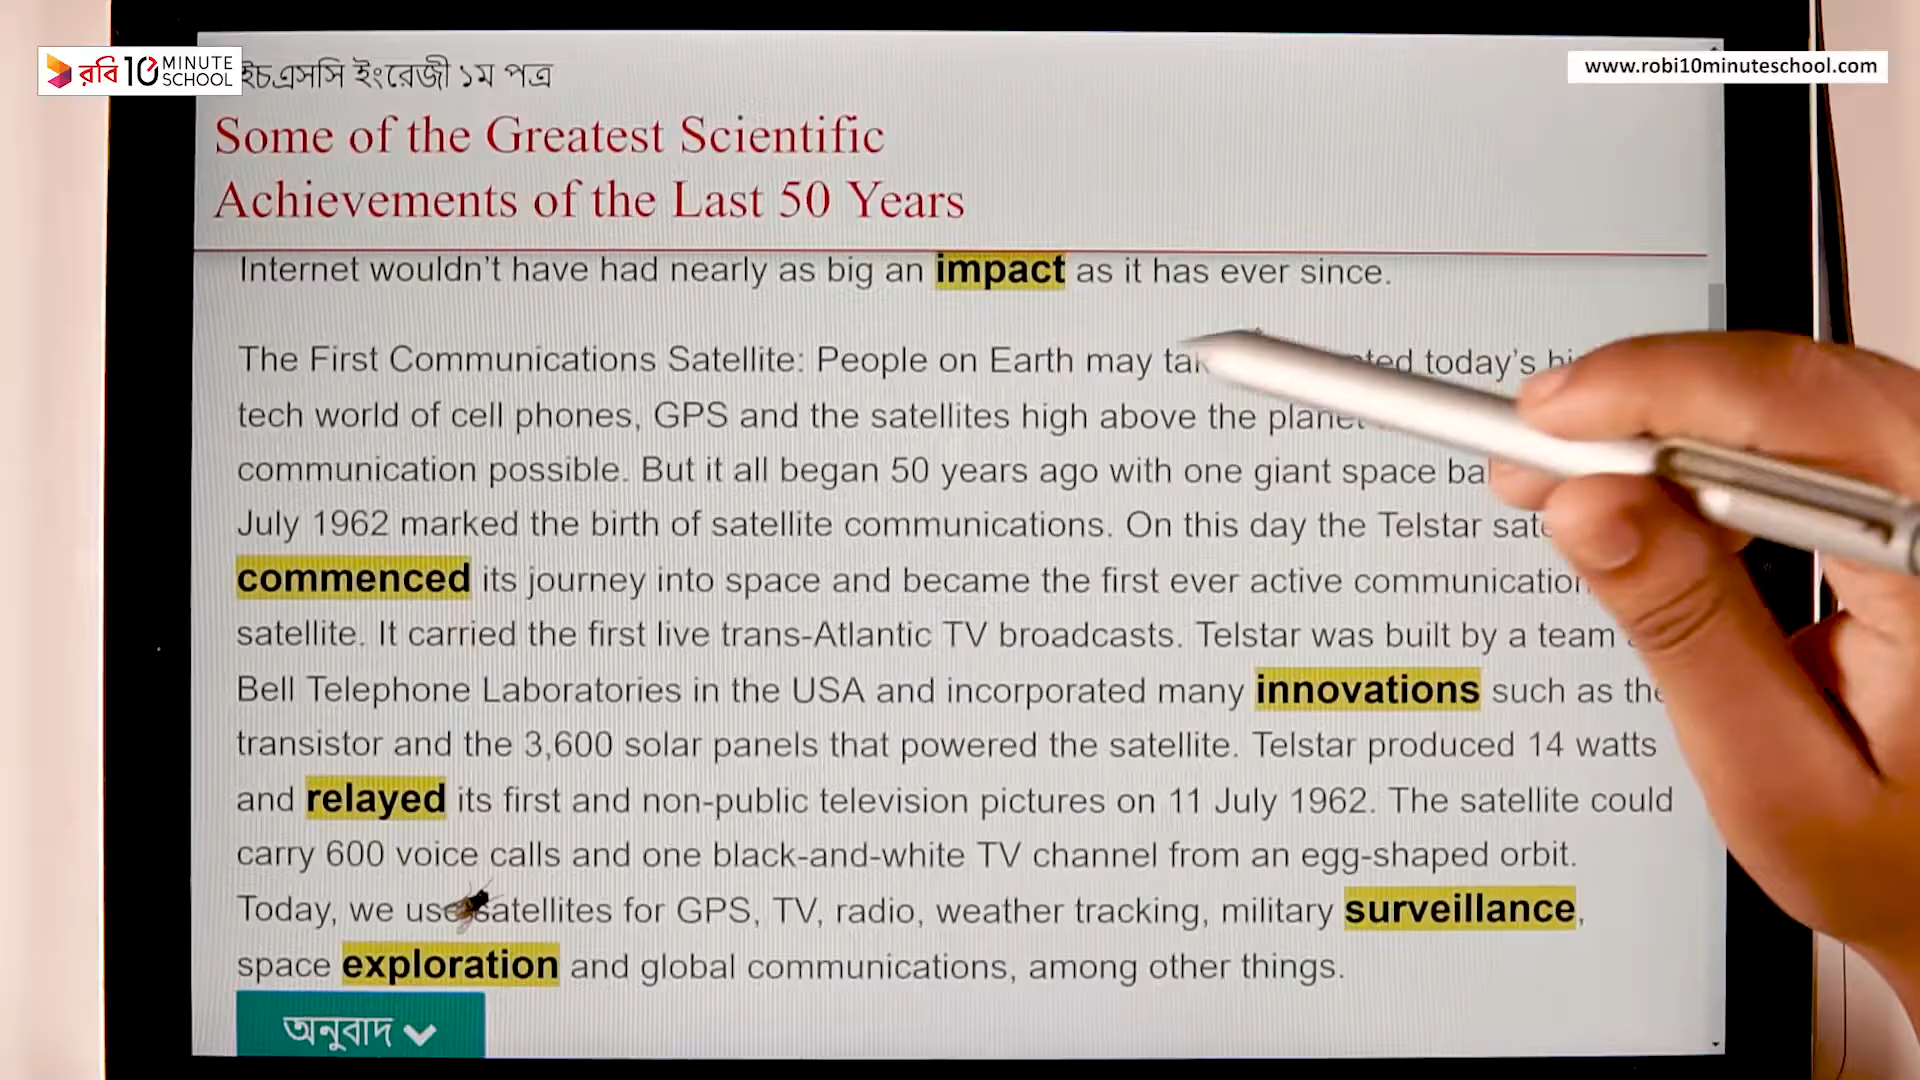 রবি 10 MINUTE SCHOOL
www.robi10minuteschool.com
ইচএসসি ইংরেজী ১ম পত্র
Some of the Greatest Scientific
Achievements of the Last 50 Years
Internet wouldn't have had nearly as big an impact as it has ever since.
The First Communications Satellite: People on Earth may today's
tech world of cell phones, GPS and the satellites high above the
communication possible. But it all began 50 years ago with one giant space
July 1962 marked the birth of satellite communications. On this day the Telstar
commenced its journey into space and became the first ever active
satellite. It carried the first live trans-Atlantic TV broadcasts. Telstar was built by a team
Bell Telephone Laboratories in the USA and incorporated many innovations such as the
transistor and the 3,600 solar panels that powered the satellite. Telstar produced 14 watts
and relayed its first and non-public television pictures on 11 July 1962. The satellite could
carry 600 voice calls and one black-and-white TV channel from an egg-shaped orbit.
Today, we use satellites for GPS, TV, radio, weather tracking, military surveillance,
space exploration and global communications, among other things.
অনুবাদ